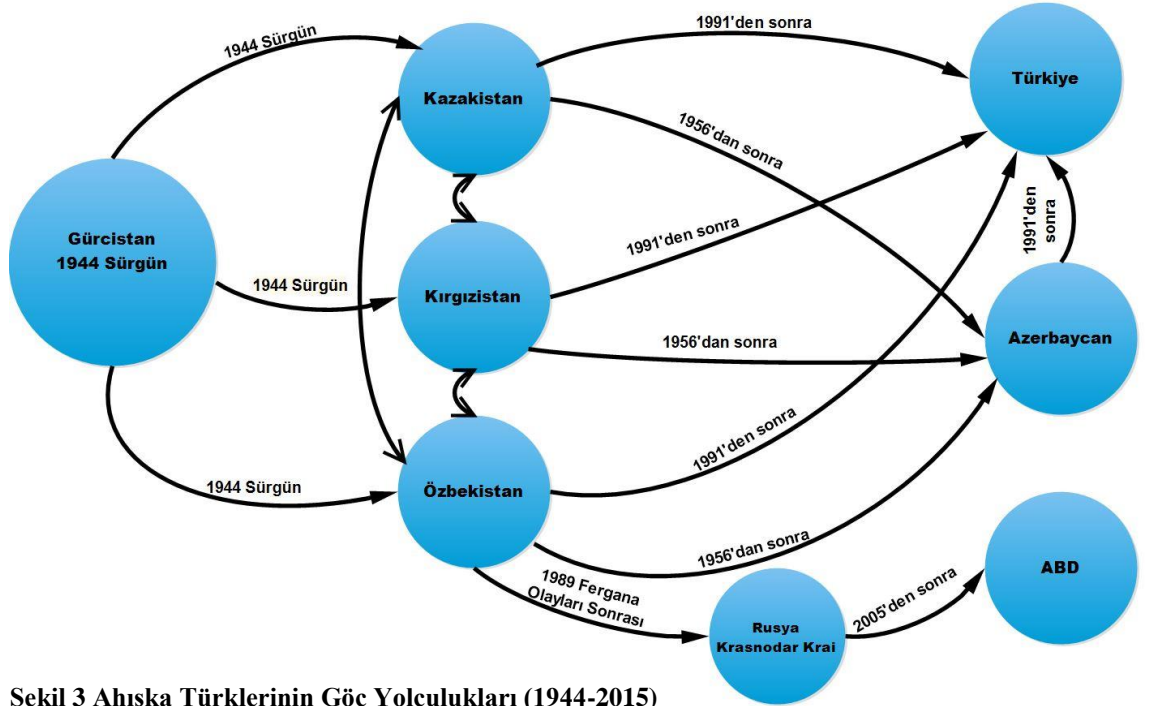 1944 Sürgün
1991'den sonra
Kazakistan
Türkiye
1956'dan sonra
Gürcistan
1944 Sürgün
1944 Sürgün
Kırgızistan
1991'den sonra
1991'den
sonra
1956'dan sonra
Azerbaycan
1944 Sürgün
Özbekistan
1991'den sonra
1956'dan sonra
1989 Fergana
Olayları Sonrası
Rusya
Krasnodar Krai
2005'den sonra
ABD
Şekil 3 Ahıska Türklerinin Göç Yolculukları (1944-2015)